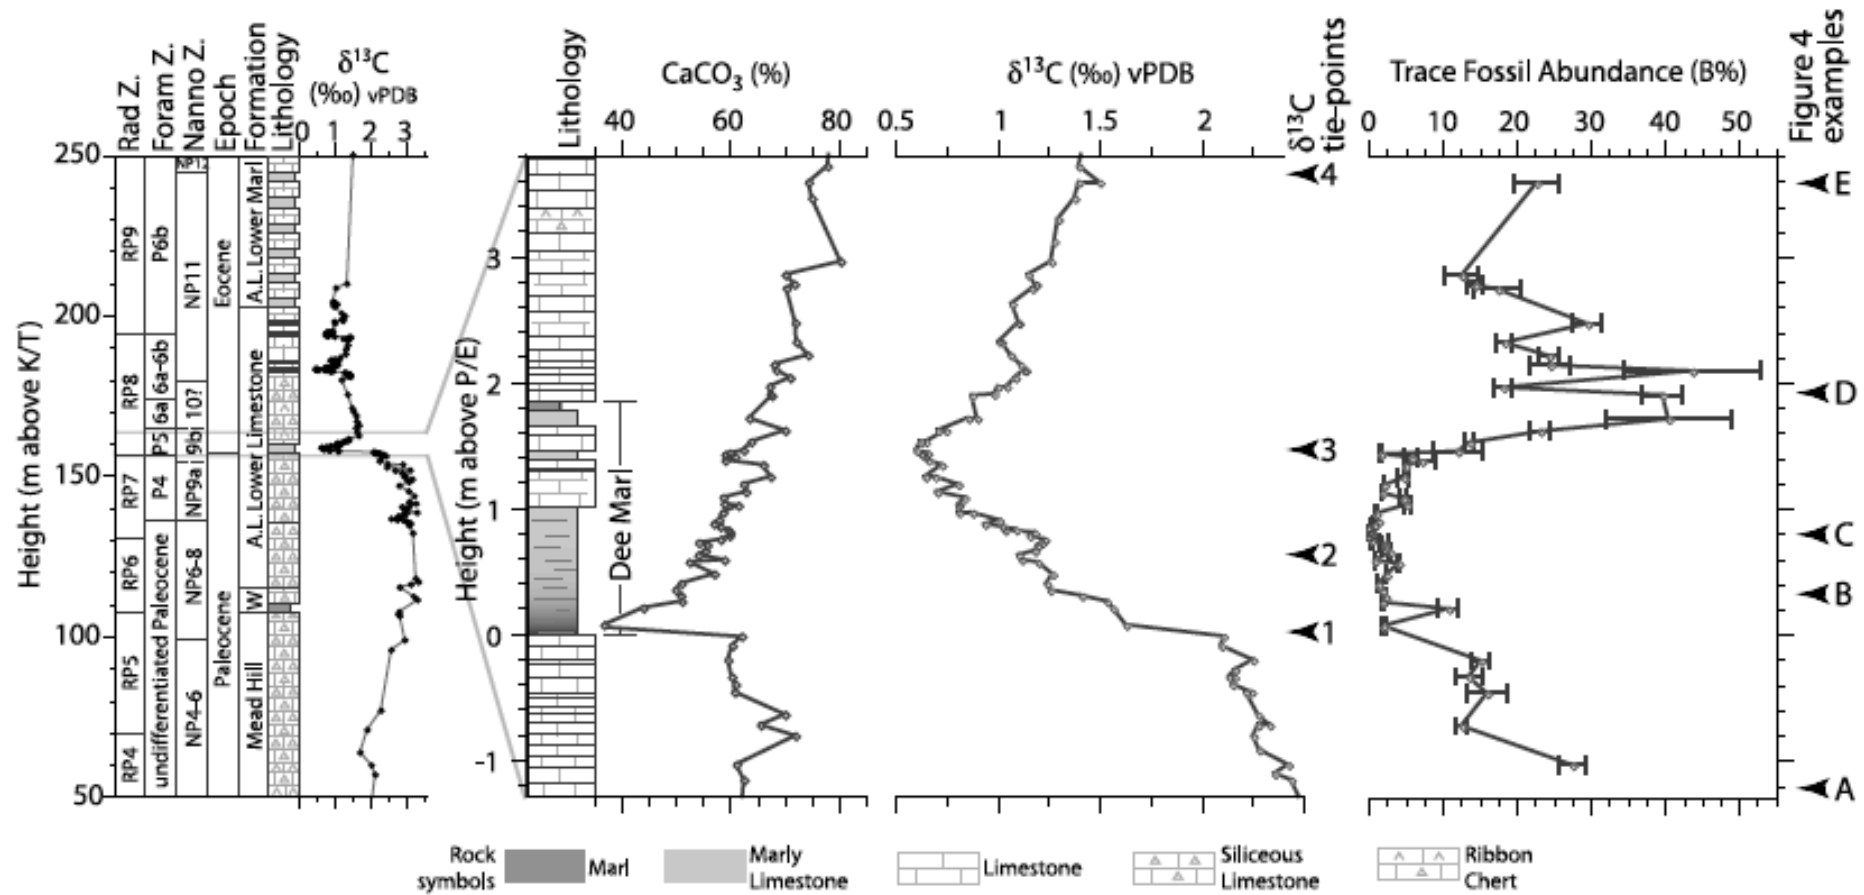 Rad Z.
Foram Z.
Nanno Z.
Epoch
Formation
Lithology
δ¹³C
(‰) vPDB
0 1 2 3
Lithology
CaCO₃ (%)
40 60 80
δ¹³C (‰) vPDB
0.5 1 1.5 2
δ¹³C
tie-points
Trace Fossil Abundance (B%)
0 10 20 30 40 50
Figure 4
examples
Height (m above K/T)
250
200
150
100
50
RP9
RP8
RP7
RP6
RP5
RP4
P6b
6a-6b
6a
P5
P4
undifferentiated Paleocene
NP12
NP11
10?
9b
NP9a
NP6-8
NP4-6
Eocene
Paleocene
A.L. Lower Marl
A.L. Lower Limestone
W
Mead Hill
Height (m above P/E)
3
2
1
0
-1
Dee Marl
4
3
2
1
E
D
C
B
A
Rock
symbols
Marl
Marly
Limestone
Limestone
Siliceous
Limestone
Ribbon
Chert